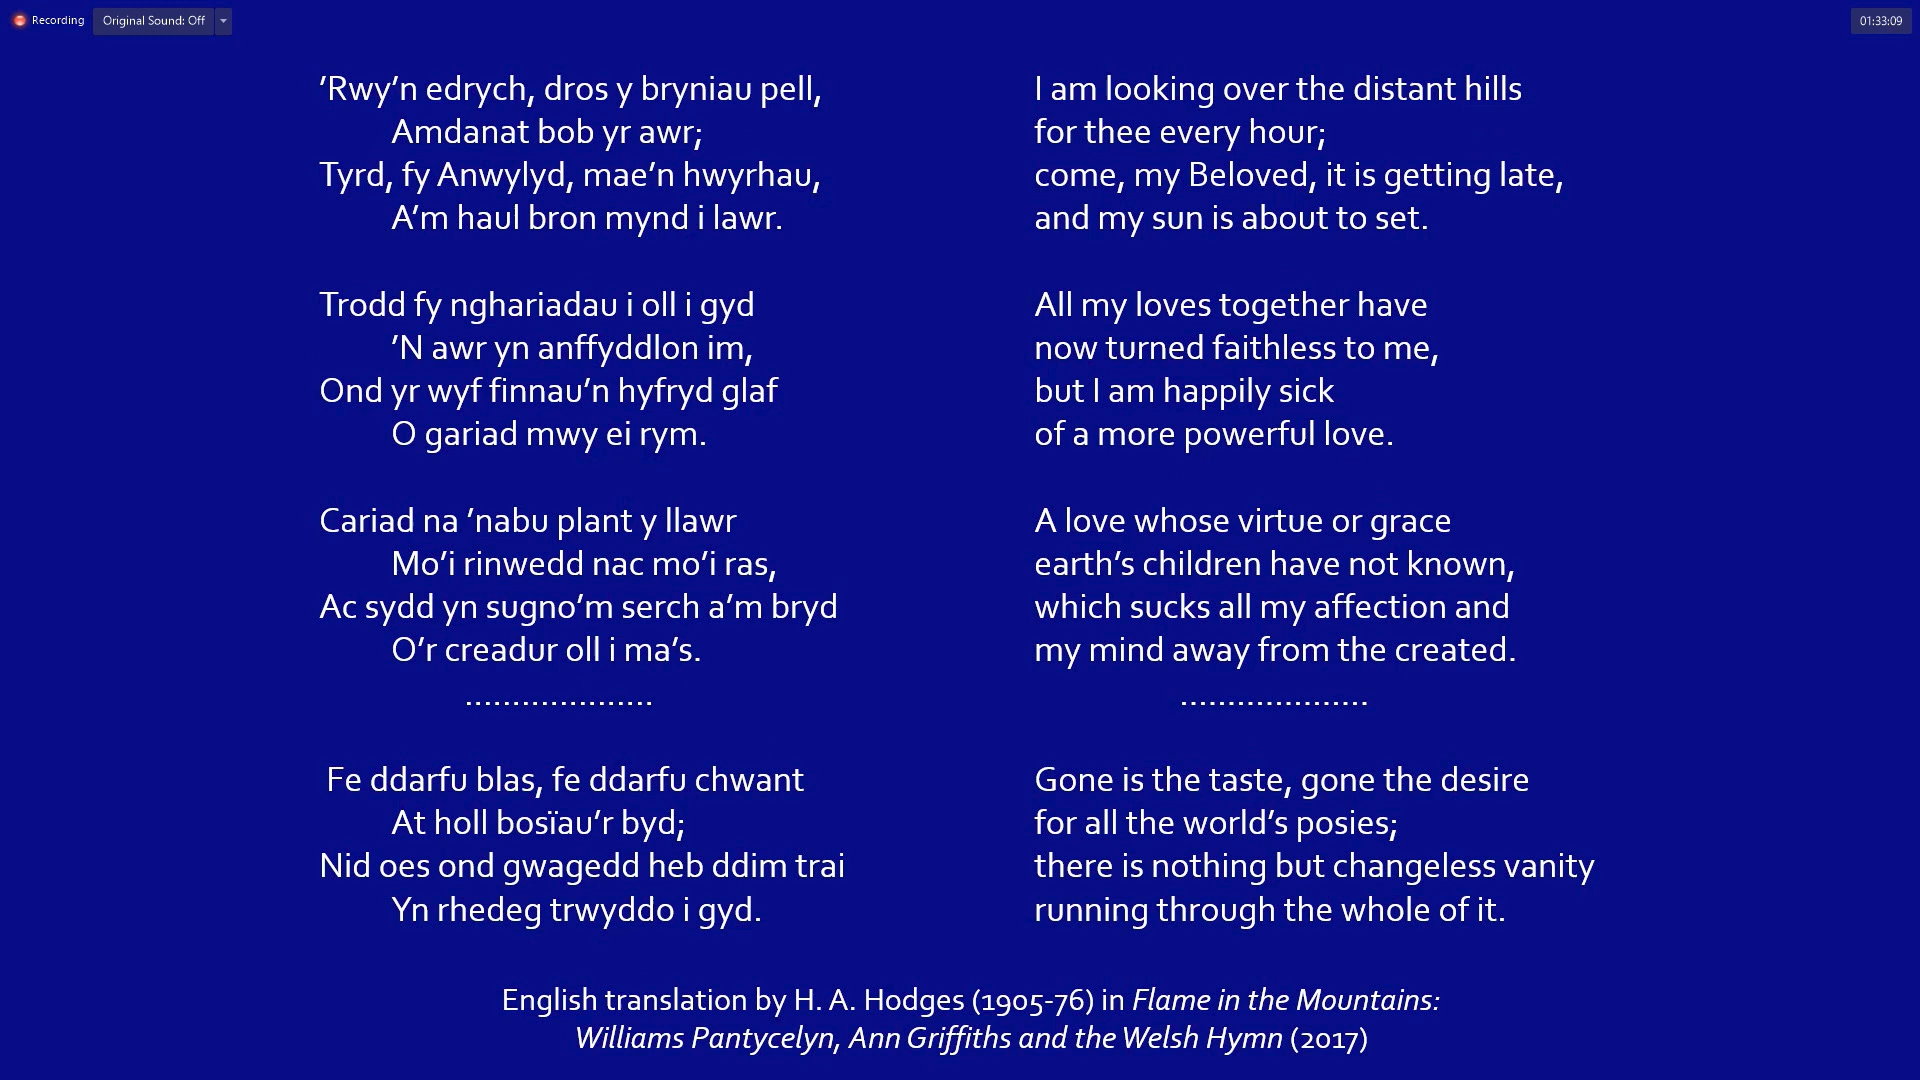 Recording
Original Sound: Off
01:33:09
’Rwy’n edrych, dros y bryniau pell,
Amdanat bob yr awr;
Tyrd, fy Anwylyd, mae’n hwyrhau,
A’m haul bron mynd i lawr.
Trodd fy nghariadau i oll i gyd
’N awr yn anffyddlon im,
Ond yr wyf finnau’n hyfryd glaf
O gariad mwy ei rym.
Cariad na ’nabu plant y llawr
Mo’i rinwedd nac mo’i ras,
Ac sydd yn sugno’m serch a’m bryd
O’r creadur oll i ma’s.
....................
Fe ddarfu blas, fe ddarfu chwant
At holl bosïau’r byd;
Nid oes ond gwagedd heb ddim trai
Yn rhedeg trwyddo i gyd.
I am looking over the distant hills
for thee every hour;
come, my Beloved, it is getting late,
and my sun is about to set.
All my loves together have
now turned faithless to me,
but I am happily sick
of a more powerful love.
A love whose virtue or grace
earth’s children have not known,
which sucks all my affection and
my mind away from the created.
....................
Gone is the taste, gone the desire
for all the world’s posies;
there is nothing but changeless vanity
running through the whole of it.
English translation by H. A. Hodges (1905-76) in Flame in the Mountains:
Williams Pantycelyn, Ann Griffiths and the Welsh Hymn (2017)